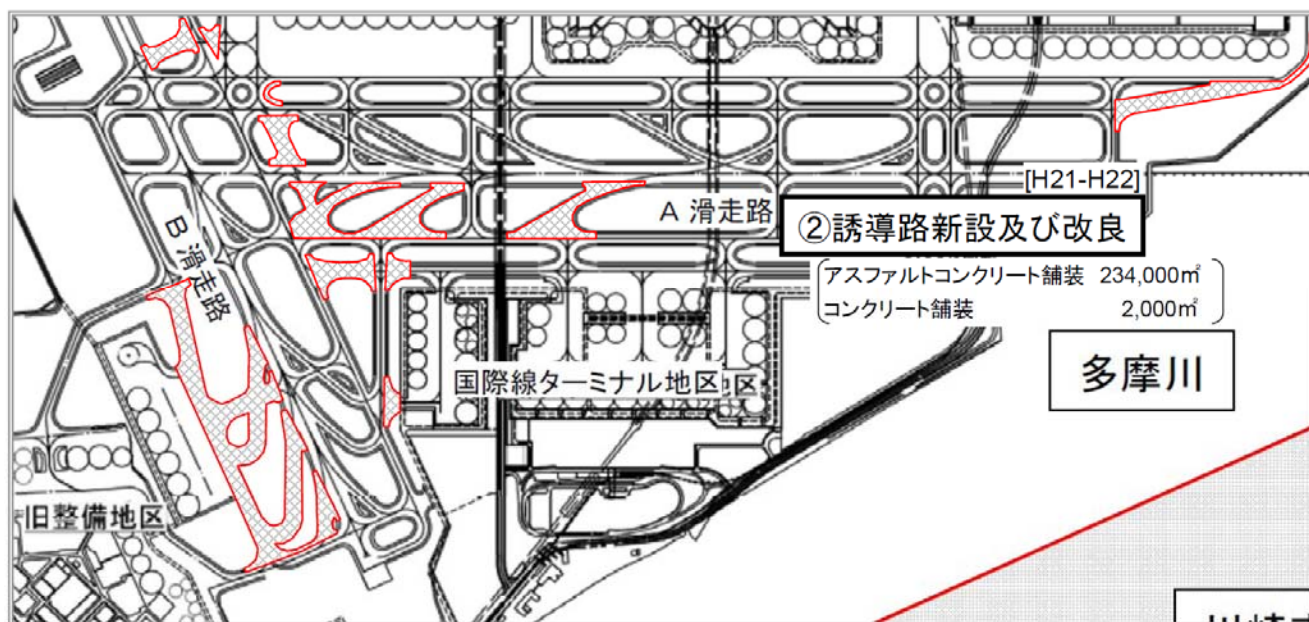 [H21-H22]
A 滑走路
②誘導路新設及び改良
B 滑走路
アスファルトコンクリート舗装 234,000㎡
コンクリート舗装 2,000㎡
国際線ターミナル地区
地区
多摩川
旧整備地区